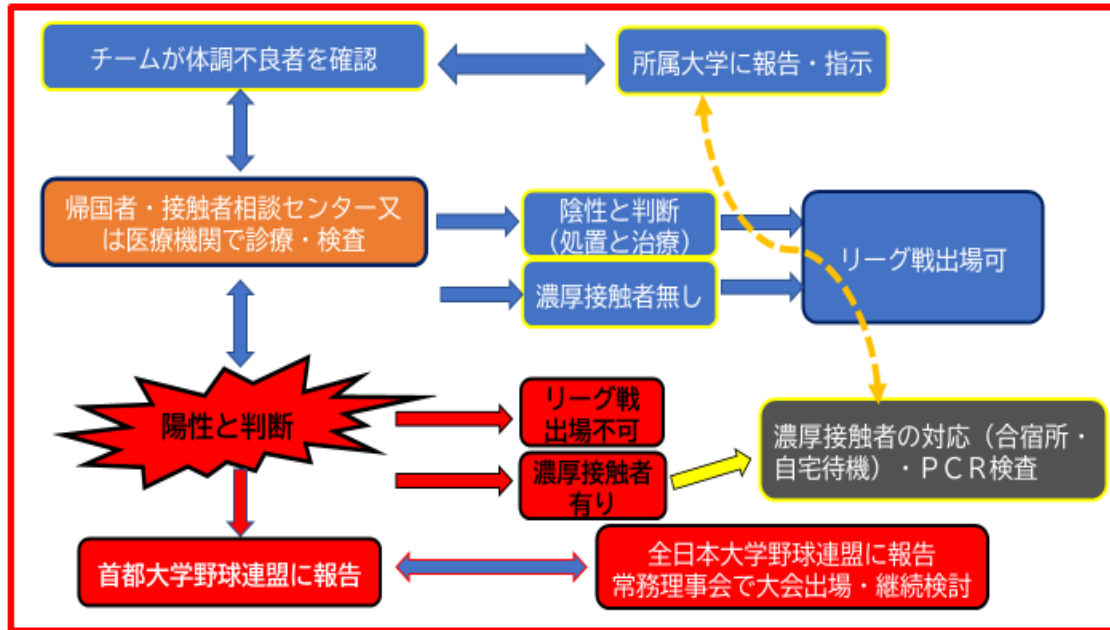 チームが体調不良者を確認
所属大学に報告・指示
帰国者・接触者相談センター又
は医療機関で診療・検査
陰性と判断
（処置と治療）
濃厚接触者無し
リーグ戦出場可
陽性と判断
リーグ戦
出場不可
濃厚接触者
有り
濃厚接触者の対応（合宿所・
自宅待機）・ＰＣＲ検査
首都大学野球連盟に報告
全日本大学野球連盟に報告
常務理事会で大会出場・継続検討